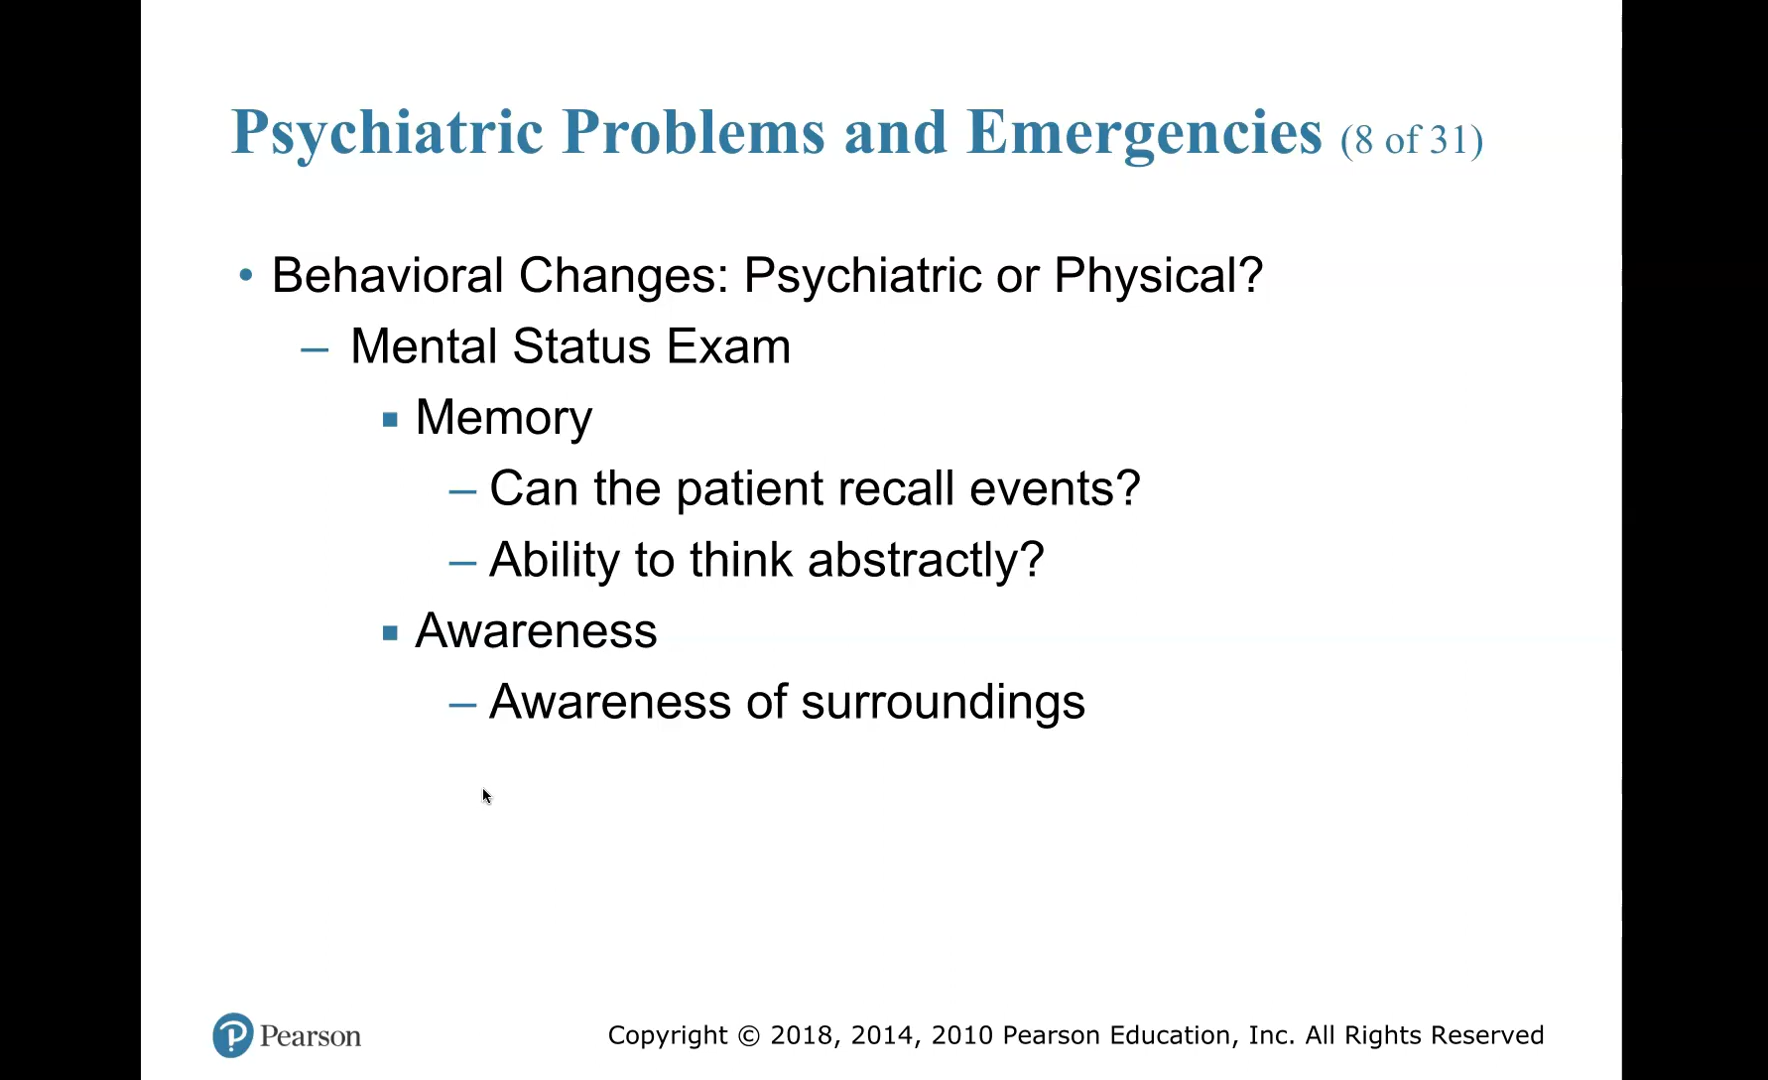 Psychiatric Problems and Emergencies (8 of 31)
• Behavioral Changes: Psychiatric or Physical?
– Mental Status Exam
▪ Memory
– Can the patient recall events?
– Ability to think abstractly?
▪ Awareness
– Awareness of surroundings
Pearson
Copyright © 2018, 2014, 2010 Pearson Education, Inc. All Rights Reserved